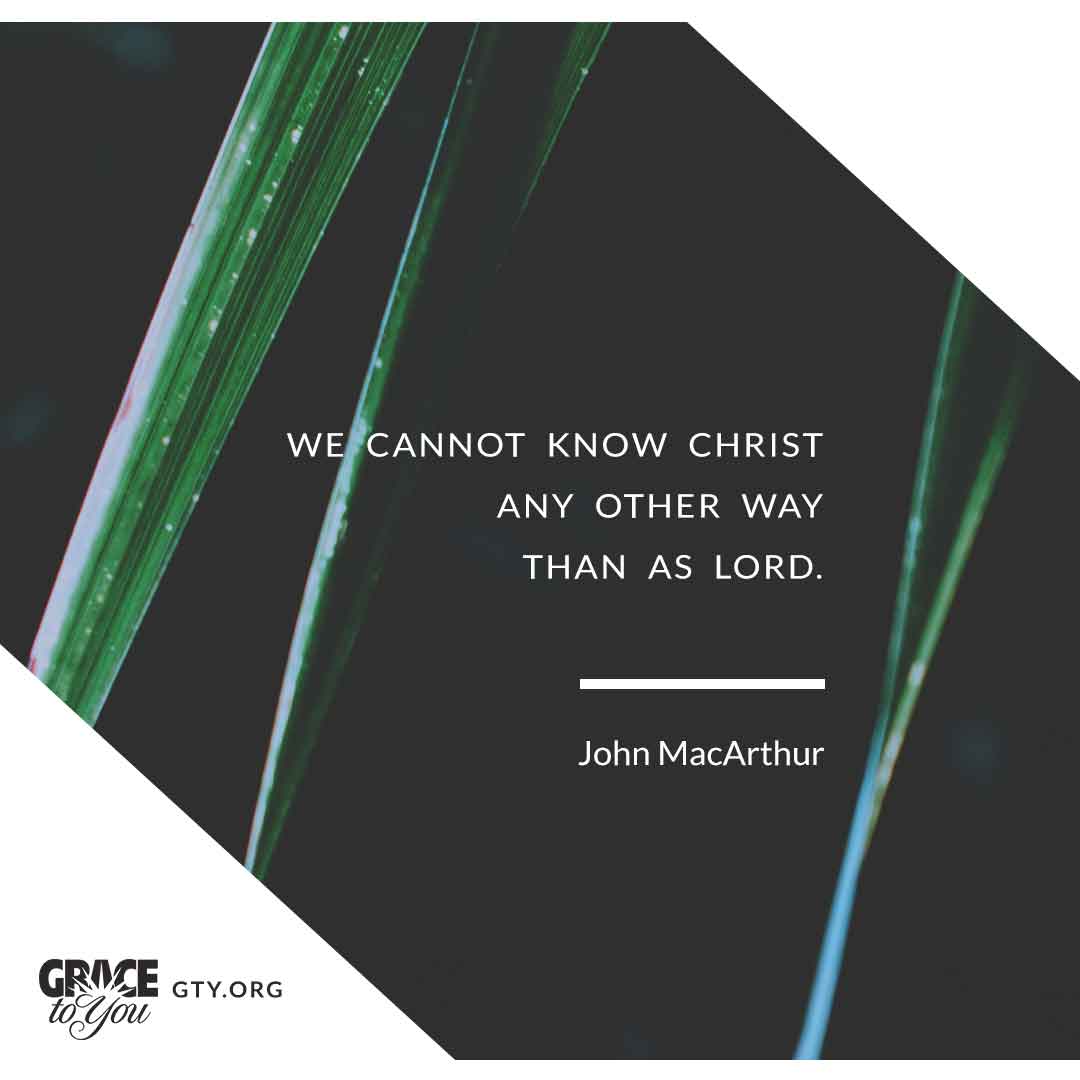 WE CANNOT KNOW CHRIST
ANY OTHER WAY
THAN AS LORD.
John MacArthur
GRACE
to You
GTY.ORG